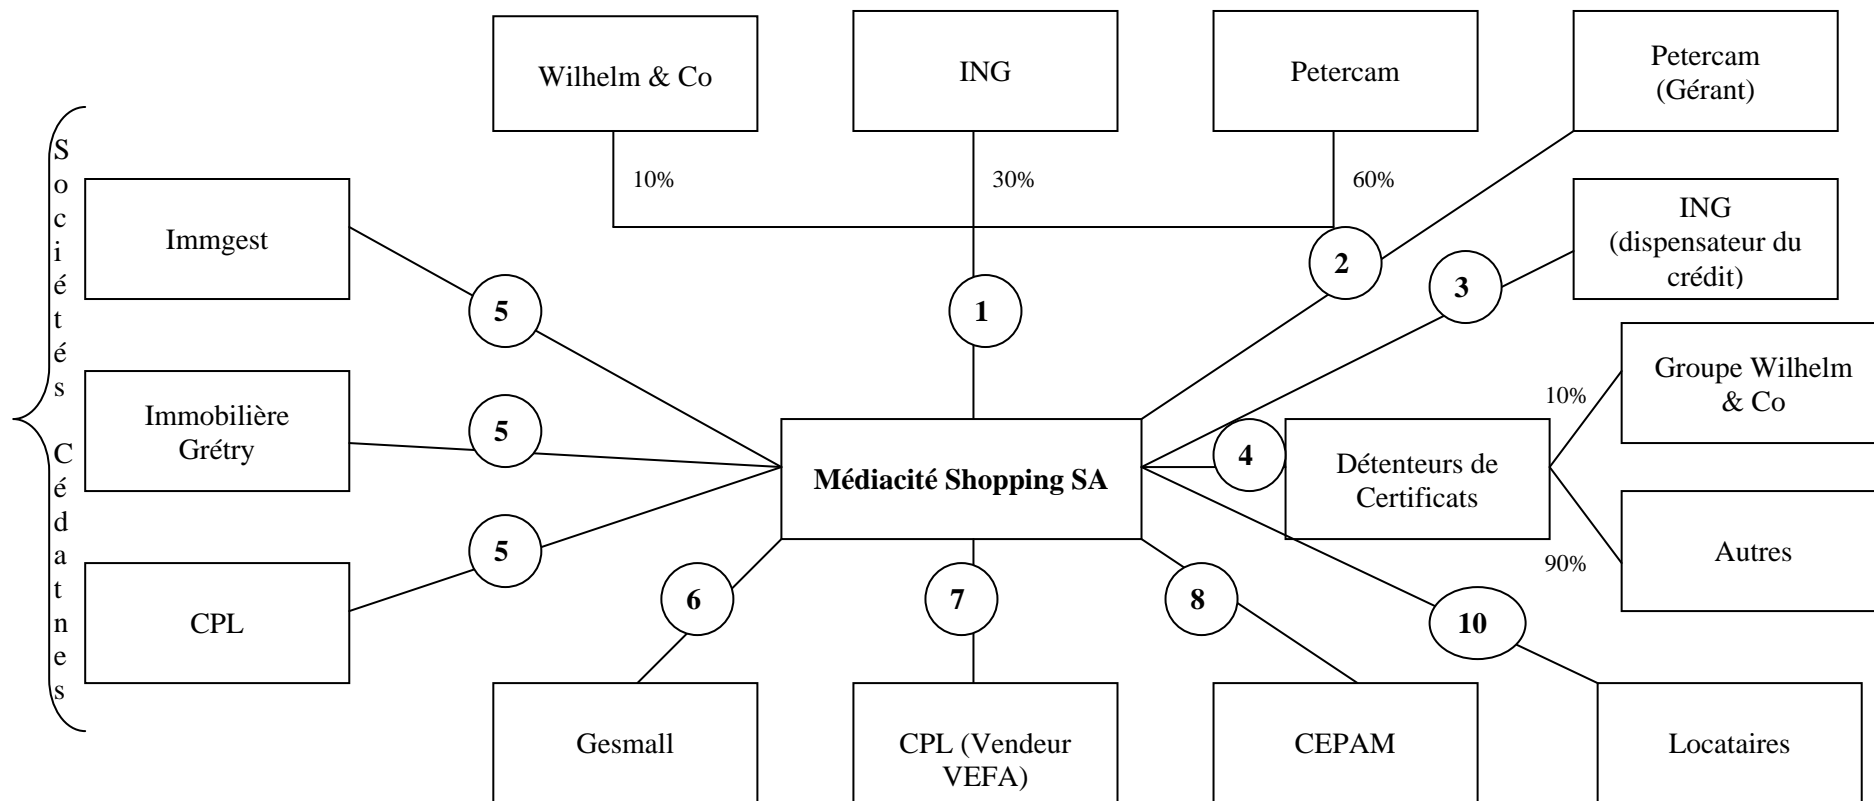 Wilhelm & Co
ING
Petercam
Petercam
(Gérant)
10%
30%
60%
ING
(dispensateur du
crédit)
Sociétés Cédatnes
Immgest
2
3
5
1
Groupe Wilhelm
& Co
10%
Immobilière
Grétry
5
4
Médiacité Shopping SA
Détenteurs de
Certificats
5
90%
Autres
CPL
6
7
8
10
Gesmall
CPL (Vendeur
VEFA)
CEPAM
Locataires